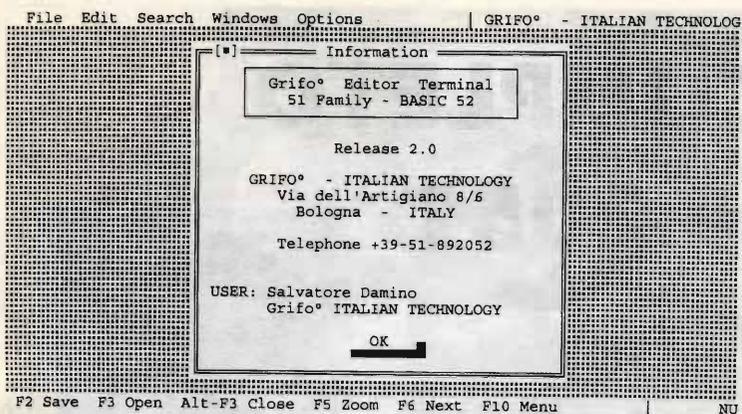 File Edit Search Windows Options | GRIFO° - ITALIAN TECHNOLOG
[■] Information
Grifo° Editor Terminal
51 Family - BASIC 52
Release 2.0
GRIFO° - ITALIAN TECHNOLOGY
Via dell'Artigiano 8/6
Bologna - ITALY
Telephone +39-51-892052
USER: Salvatore Damino
Grifo° ITALIAN TECHNOLOGY
OK
F2 Save F3 Open Alt-F3 Close F5 Zoom F6 Next F10 Menu | NU